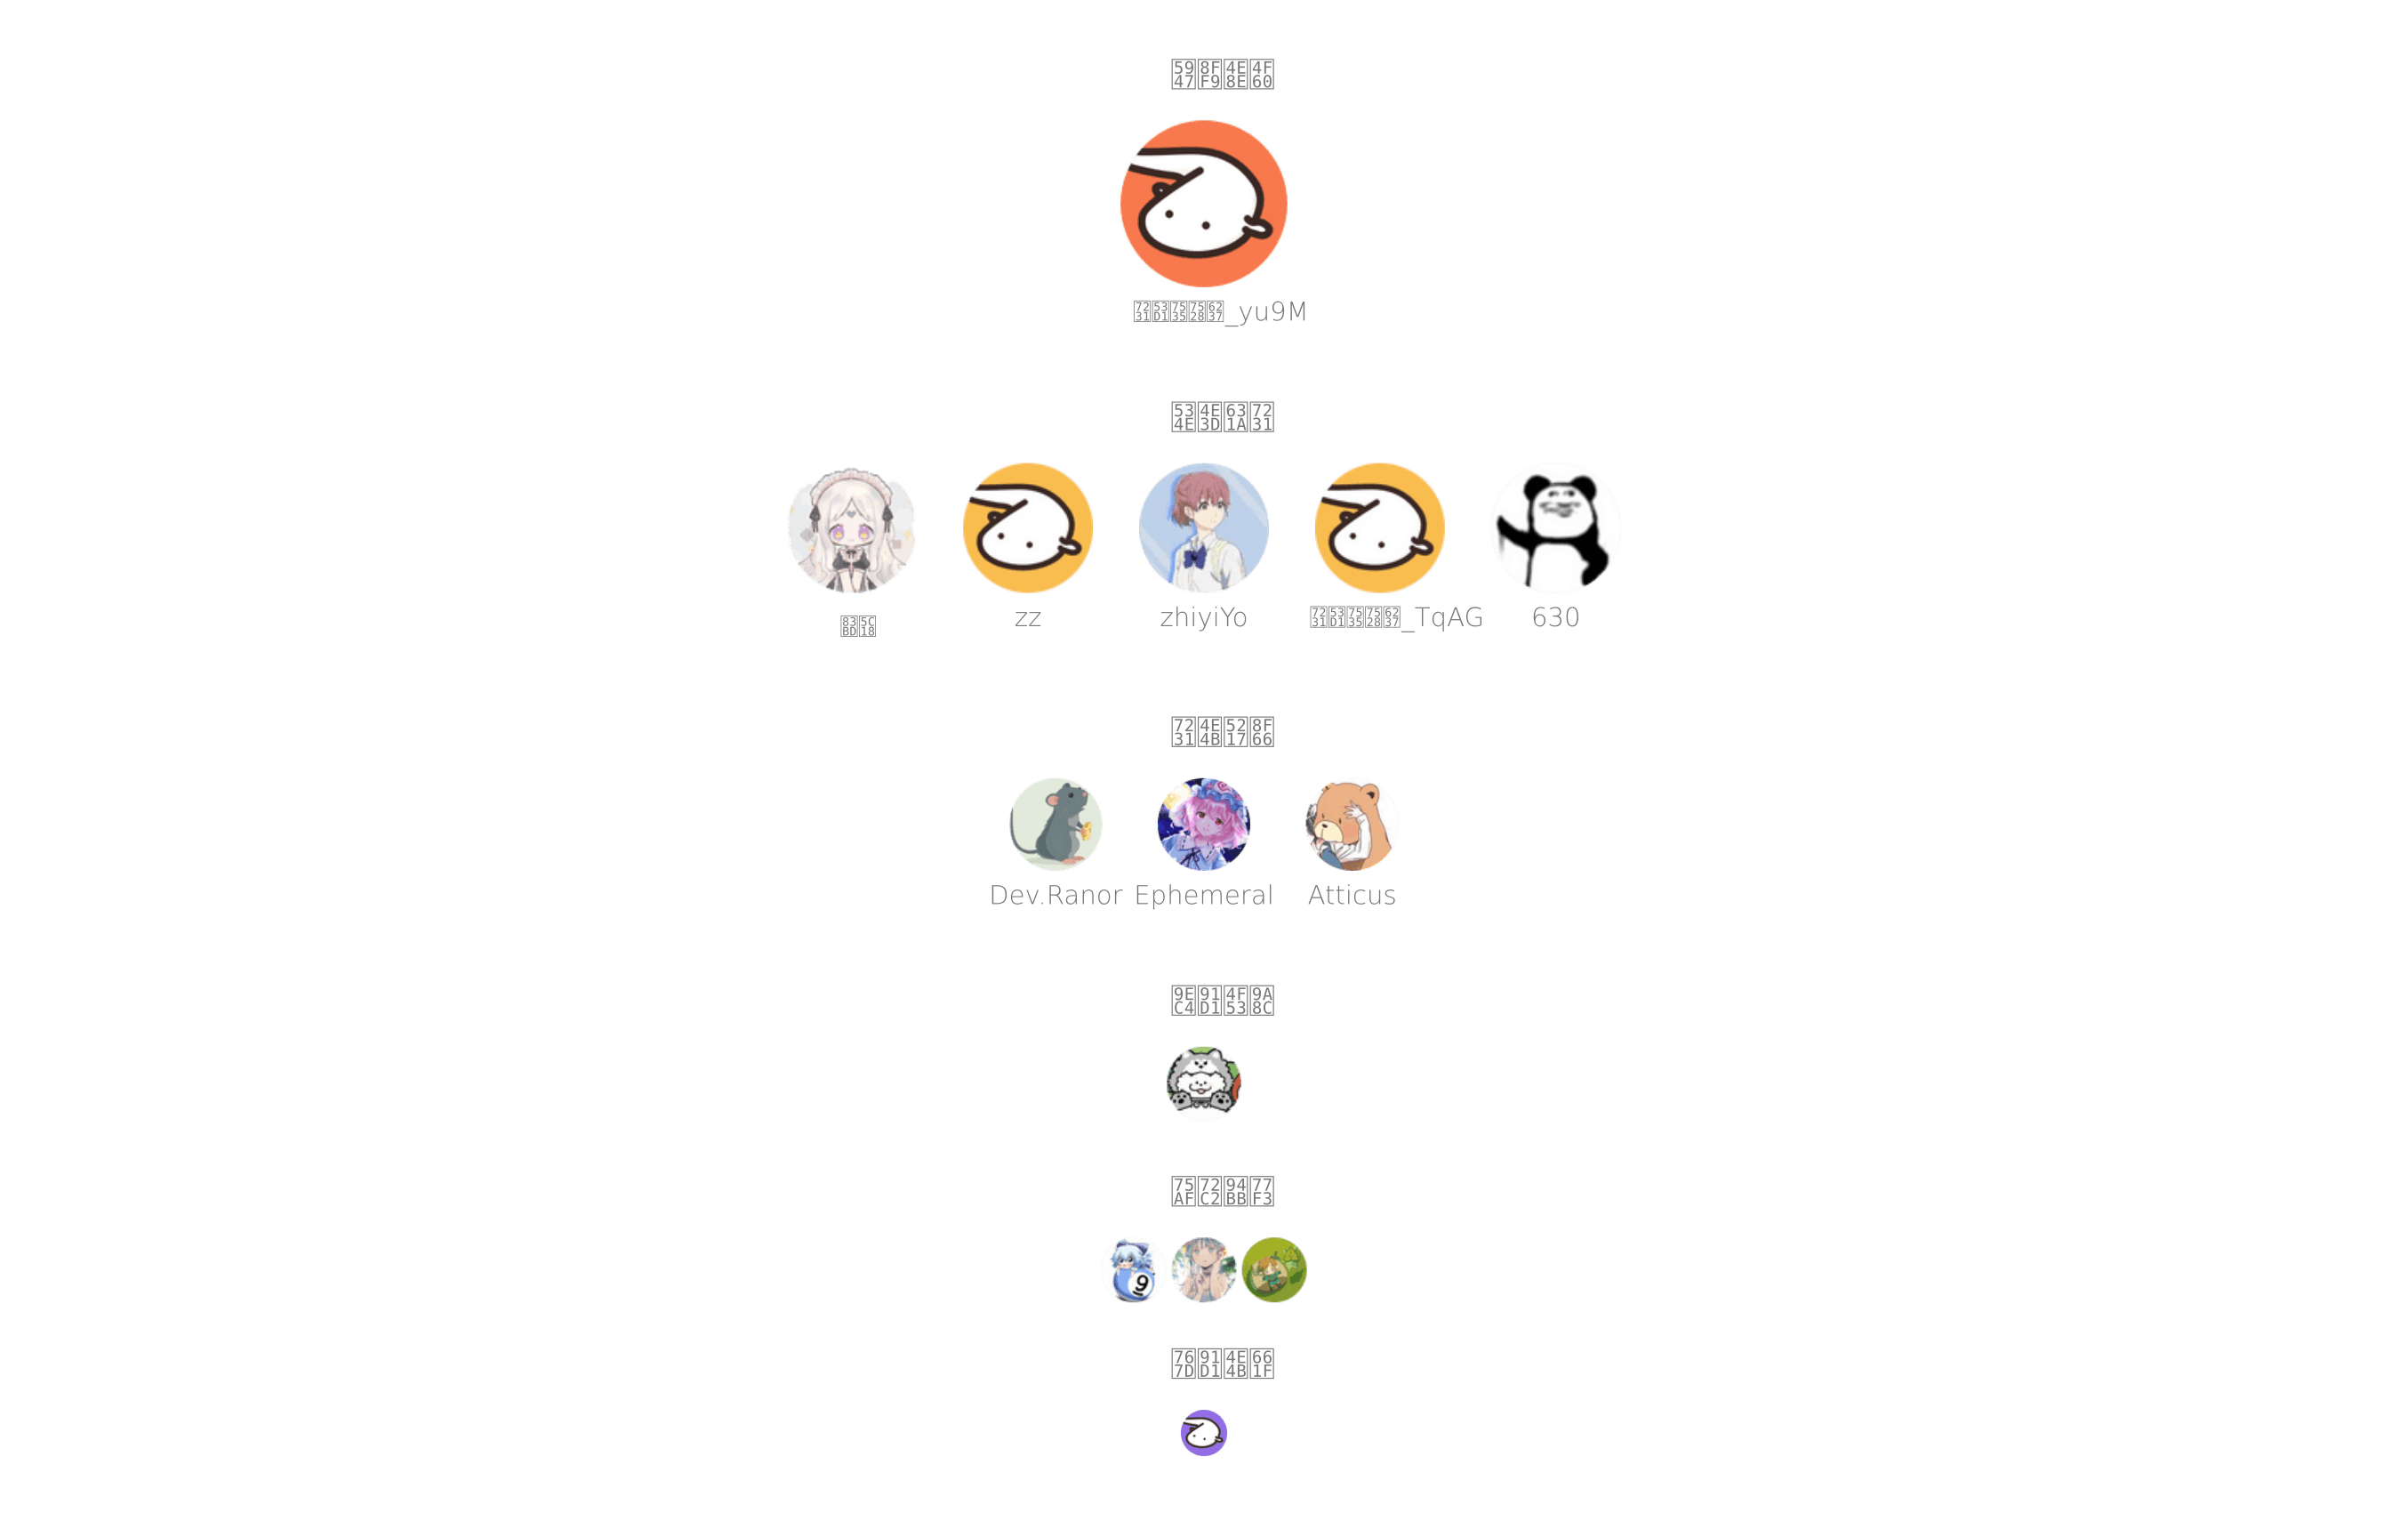 奇迹于你
爱发电用户_yu9M
华丽挚爱
莽尘 zz zhiyiYo 爱发电用户_TqAG 630
爱之列车
Dev.Ranor Ephemeral Atticus
黄金体验
疯狂钻石
9
白金之星